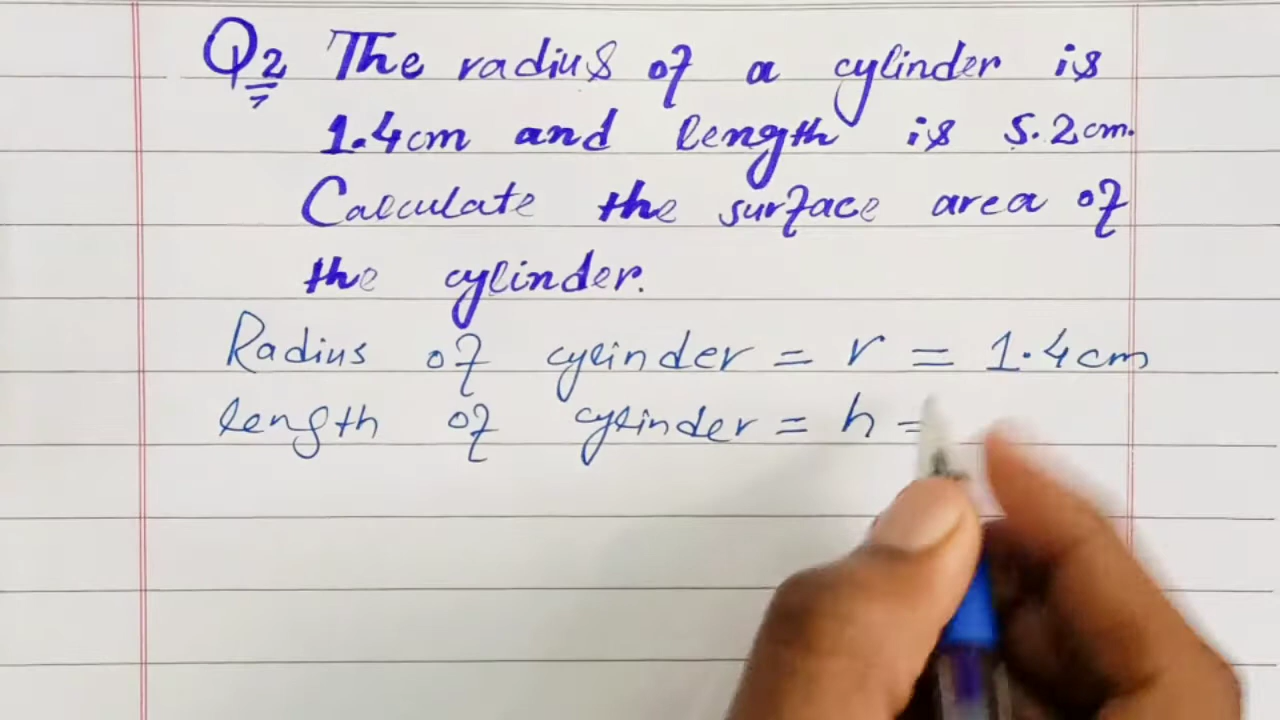 Q2 The radius of a cylinder is
1.4cm and length is 5.2cm.
Calculate the surface area of
the cylinder.
Radius of cylinder = r = 1.4cm
length of cylinder = h =